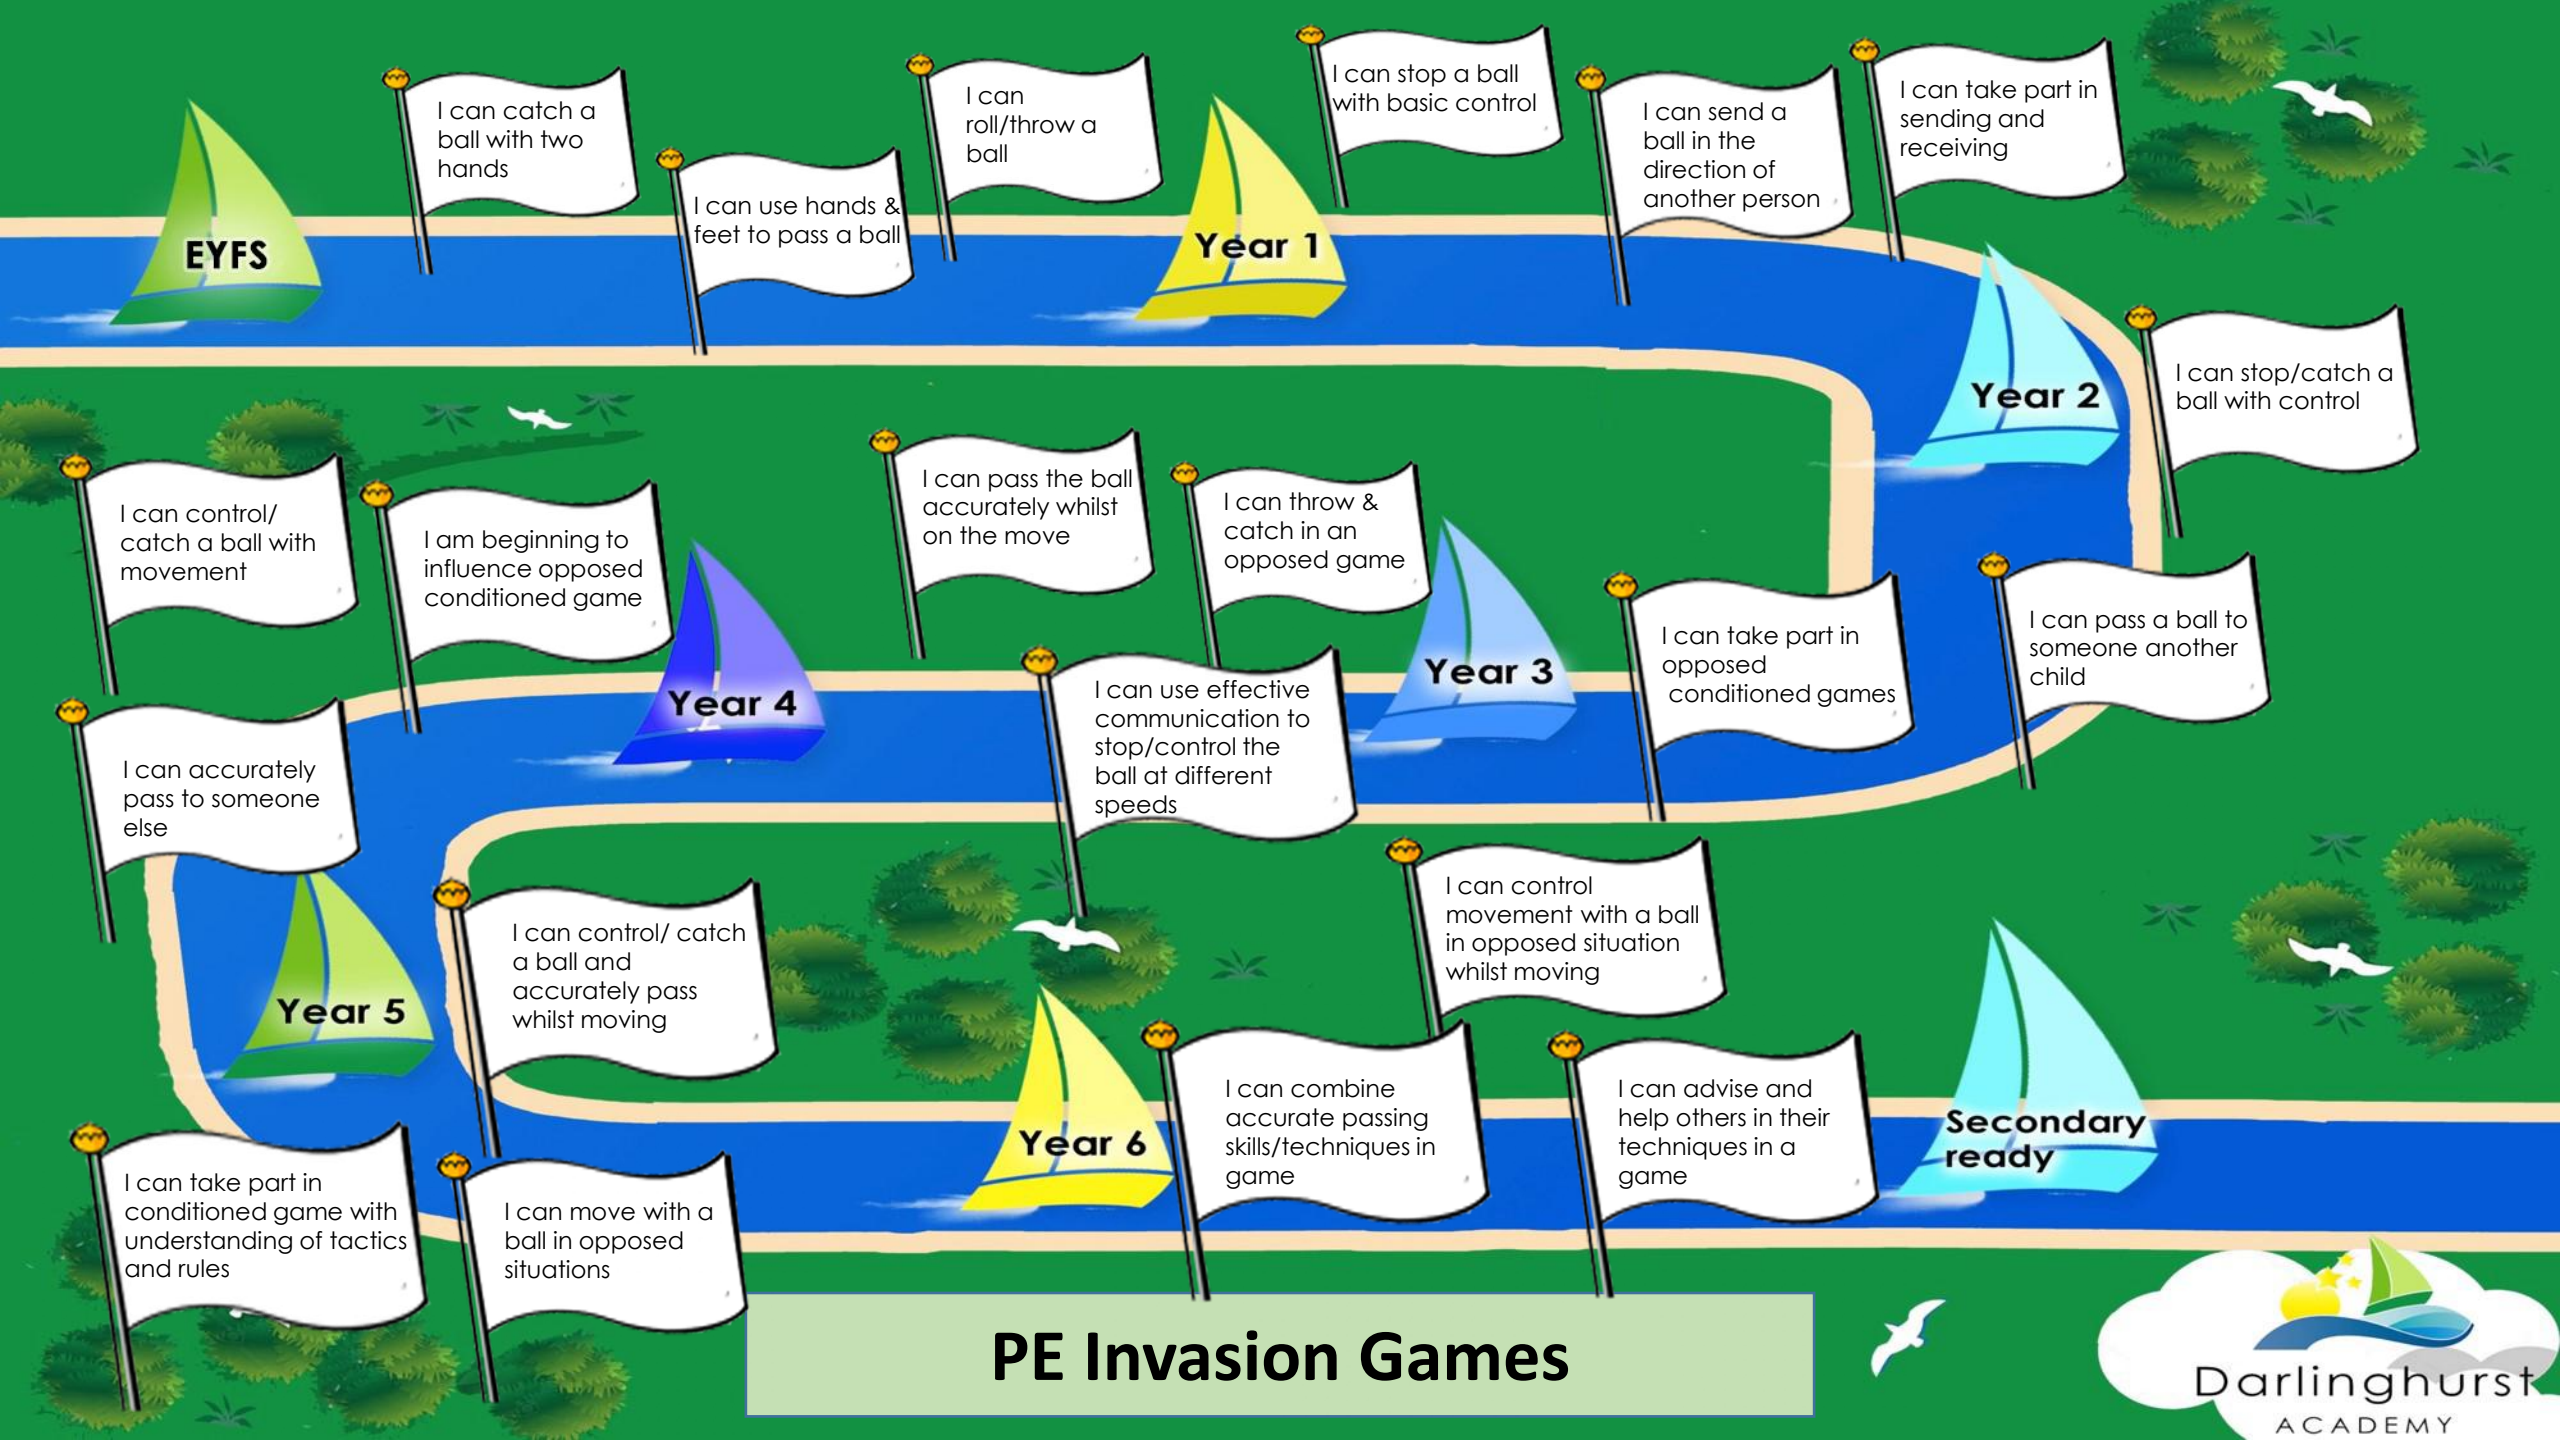 EYFS
I can catch a
ball with two
hands
I can use hands &
feet to pass a ball
I can
roll/throw a
ball
Year 1
I can stop a ball
with basic control
I can send a
ball in the
direction of
another person
I can take part in
sending and
receiving
Year 2
I can stop/catch a
ball with control
I can pass a ball to
someone another
child
I can take part in
opposed
conditioned games
Year 3
I can throw &
catch in an
opposed game
I can use effective
communication to
stop/control the
ball at different
speeds
I can pass the ball
accurately whilst
on the move
Year 4
I am beginning to
influence opposed
conditioned game
I can control/
catch a ball with
movement
I can accurately
pass to someone
else
Year 5
I can control/ catch
a ball and
accurately pass
whilst moving
I can take part in
conditioned game with
understanding of tactics
and rules
I can move with a
ball in opposed
situations
Year 6
I can combine
accurate passing
skills/techniques in
game
I can control
movement with a ball
in opposed situation
whilst moving
I can advise and
help others in their
techniques in a
game
Secondary
ready
PE Invasion Games
Darlinghurst
ACADEMY